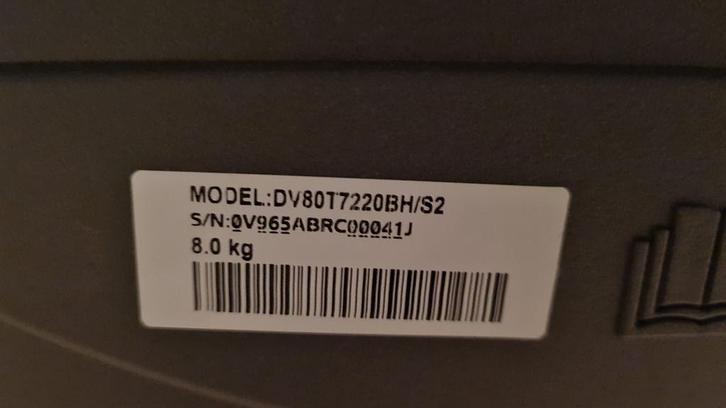 MODEL:DV80T7220BH/S2
S/N:0V965ABRC00041J
8.0 kg